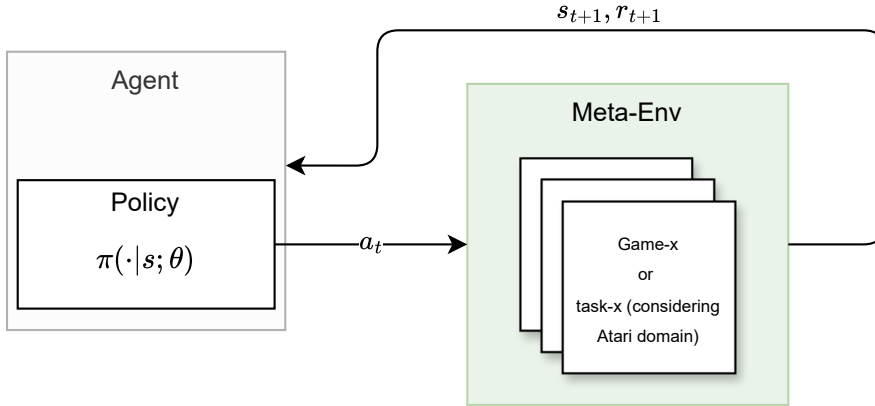 s_{t+1}, r_{t+1}
Agent
Meta-Env
Policy
π(·|s; θ)
a_t
Game-x
or
task-x (considering
Atari domain)